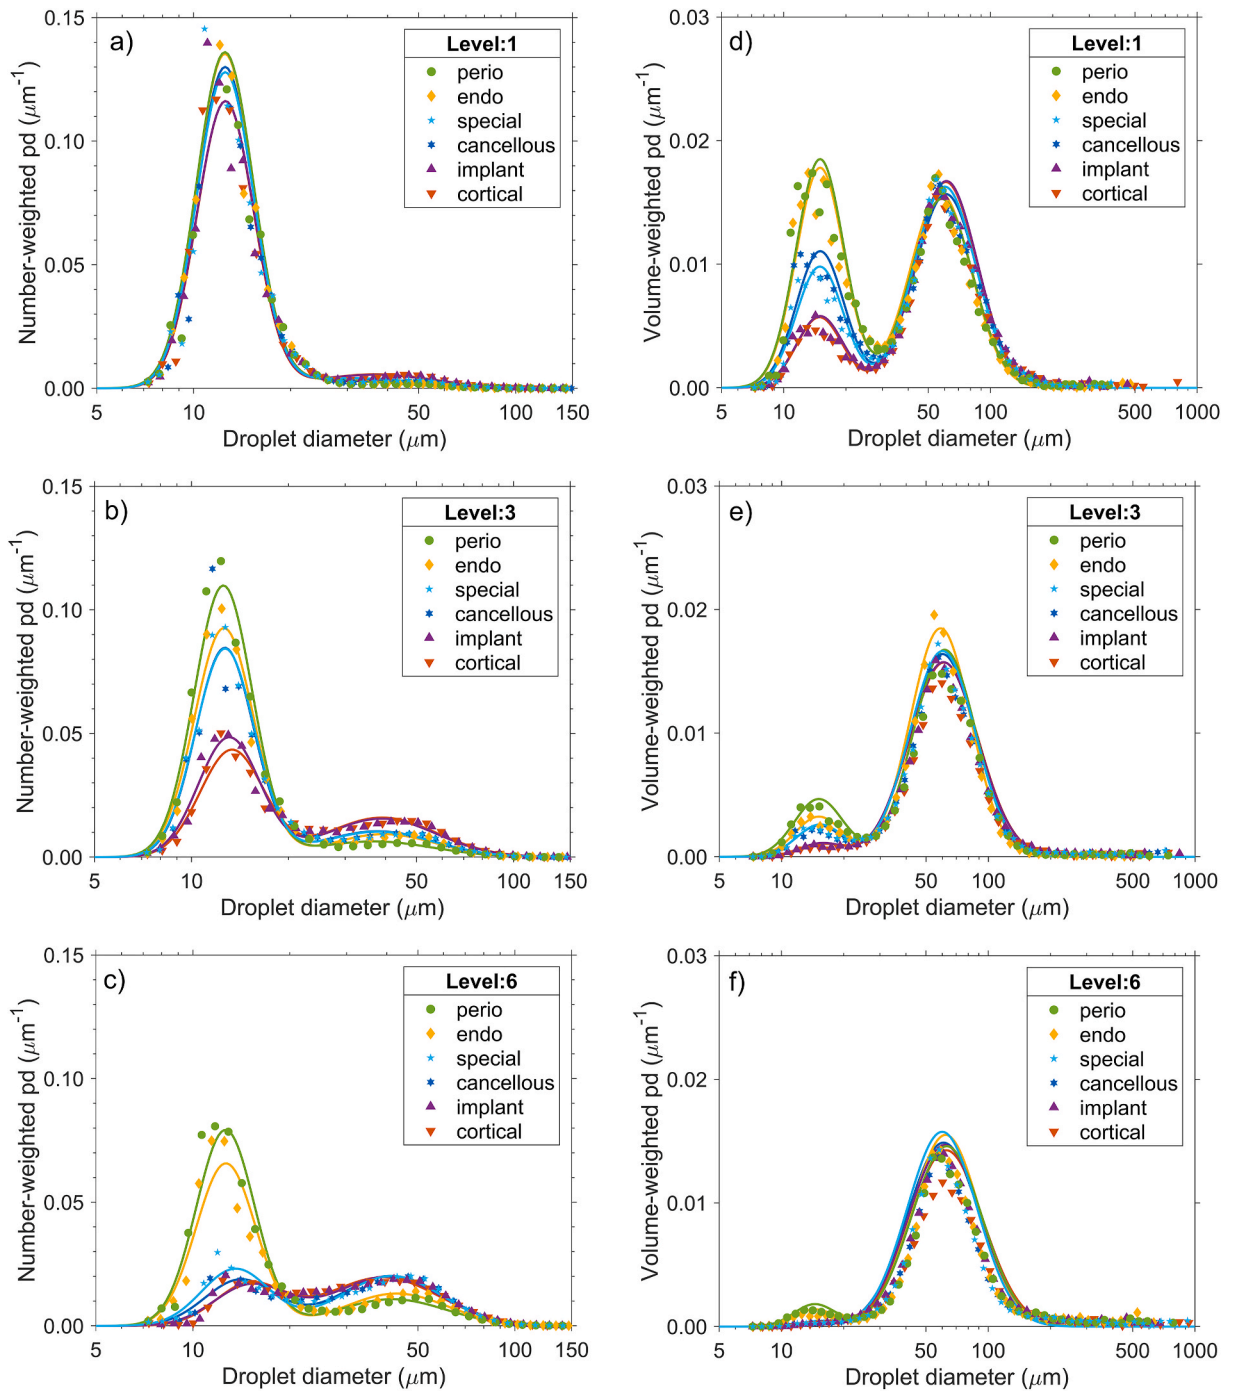 a)
Level:1
perio
endo
special
cancellous
implant
cortical
Number-weighted pd (μm-1)
0.15
0.10
0.05
0.00
5 10 50 100 150
Droplet diameter (μm)
d)
Level:1
perio
endo
special
cancellous
implant
cortical
Volume-weighted pd (μm-1)
0.03
0.02
0.01
0.00
5 10 50 100 500 1000
Droplet diameter (μm)
b)
Level:3
perio
endo
special
cancellous
implant
cortical
Number-weighted pd (μm-1)
0.15
0.10
0.05
0.00
5 10 50 100 150
Droplet diameter (μm)
e)
Level:3
perio
endo
special
cancellous
implant
cortical
Volume-weighted pd (μm-1)
0.03
0.02
0.01
0.00
5 10 50 100 500 1000
Droplet diameter (μm)
c)
Level:6
perio
endo
special
cancellous
implant
cortical
Number-weighted pd (μm-1)
0.15
0.10
0.05
0.00
5 10 50 100 150
Droplet diameter (μm)
f)
Level:6
perio
endo
special
cancellous
implant
cortical
Volume-weighted pd (μm-1)
0.03
0.02
0.01
0.00
5 10 50 100 500 1000
Droplet diameter (μm)